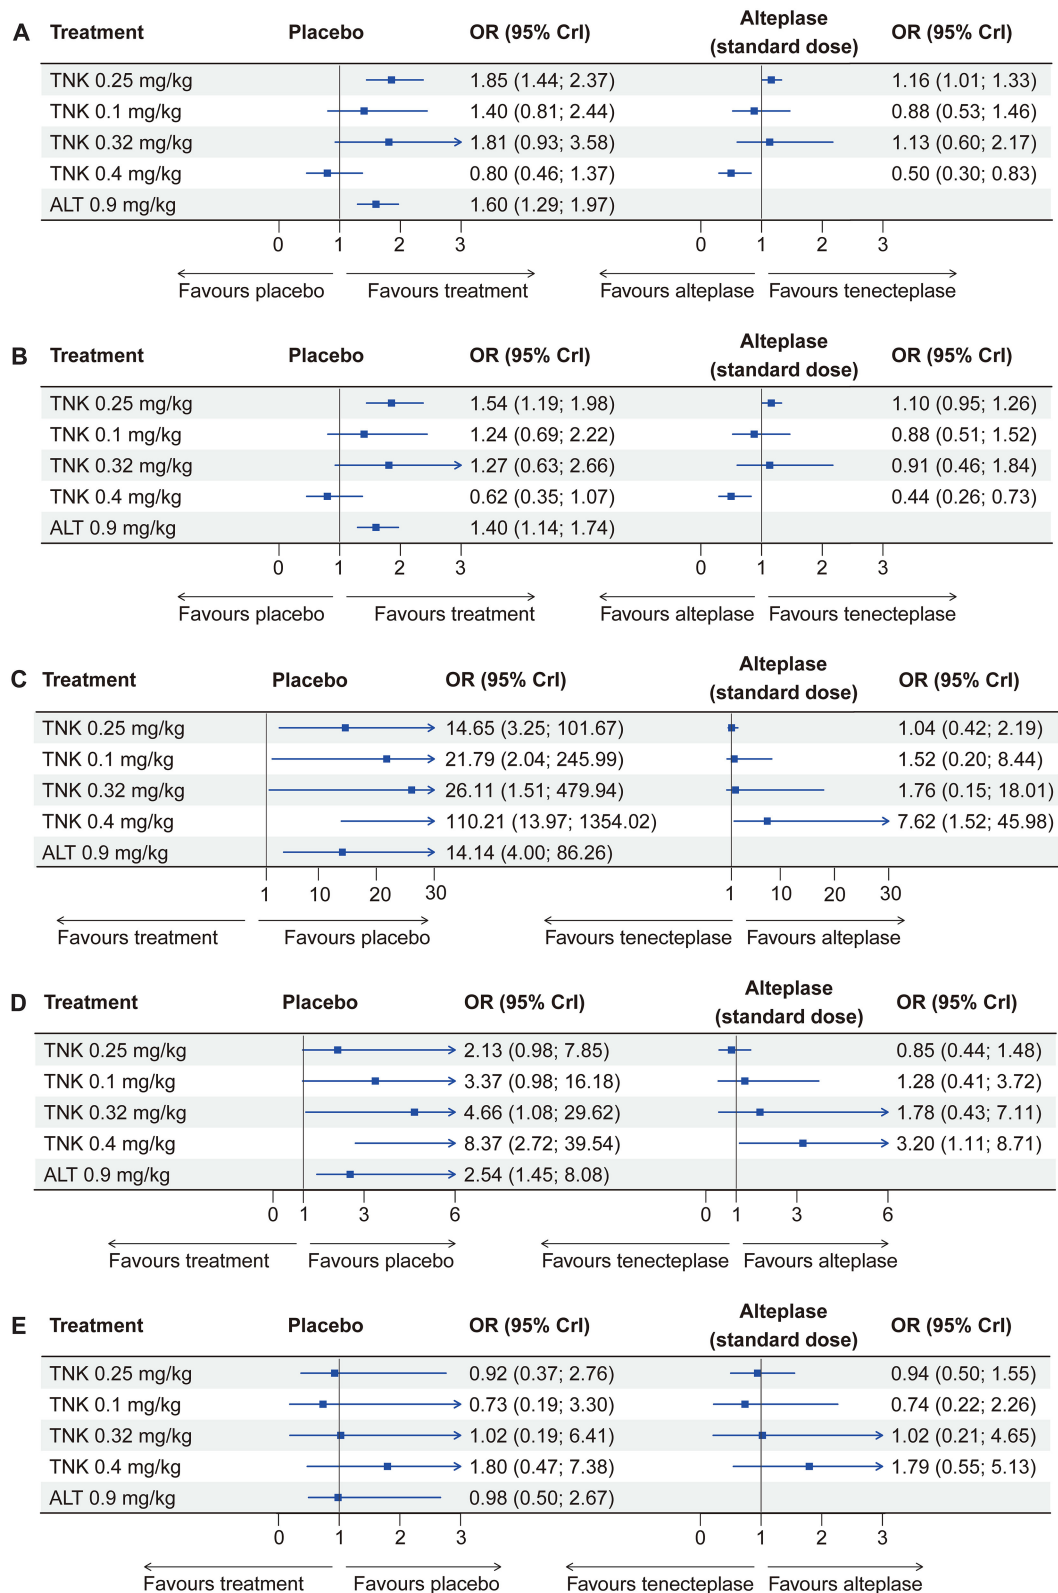 A Treatment Placebo OR (95% CrI) Alteplase (standard dose) OR (95% CrI)
TNK 0.25 mg/kg 1.85 (1.44; 2.37) 1.16 (1.01; 1.33)
TNK 0.1 mg/kg 1.40 (0.81; 2.44) 0.88 (0.53; 1.46)
TNK 0.32 mg/kg 1.81 (0.93; 3.58) 1.13 (0.60; 2.17)
TNK 0.4 mg/kg 0.80 (0.46; 1.37) 0.50 (0.30; 0.83)
ALT 0.9 mg/kg 1.60 (1.29; 1.97)
0 1 2 3 0 1 2 3
Favours placebo Favours treatment Favours alteplase Favours tenecteplase
B Treatment Placebo OR (95% CrI) Alteplase (standard dose) OR (95% CrI)
TNK 0.25 mg/kg 1.54 (1.19; 1.98) 1.10 (0.95; 1.26)
TNK 0.1 mg/kg 1.24 (0.69; 2.22) 0.88 (0.51; 1.52)
TNK 0.32 mg/kg 1.27 (0.63; 2.66) 0.91 (0.46; 1.84)
TNK 0.4 mg/kg 0.62 (0.35; 1.07) 0.44 (0.26; 0.73)
ALT 0.9 mg/kg 1.40 (1.14; 1.74)
0 1 2 3 0 1 2 3
Favours placebo Favours treatment Favours alteplase Favours tenecteplase
C Treatment Placebo OR (95% CrI) Alteplase (standard dose) OR (95% CrI)
TNK 0.25 mg/kg 14.65 (3.25; 101.67) 1.04 (0.42; 2.19)
TNK 0.1 mg/kg 21.79 (2.04; 245.99) 1.52 (0.20; 8.44)
TNK 0.32 mg/kg 26.11 (1.51; 479.94) 1.76 (0.15; 18.01)
TNK 0.4 mg/kg 110.21 (13.97; 1354.02) 7.62 (1.52; 45.98)
ALT 0.9 mg/kg 14.14 (4.00; 86.26)
1 10 20 30 1 10 20 30
Favours treatment Favours placebo Favours tenecteplase Favours alteplase
D Treatment Placebo OR (95% CrI) Alteplase (standard dose) OR (95% CrI)
TNK 0.25 mg/kg 2.13 (0.98; 7.85) 0.85 (0.44; 1.48)
TNK 0.1 mg/kg 3.37 (0.98; 16.18) 1.28 (0.41; 3.72)
TNK 0.32 mg/kg 4.66 (1.08; 29.62) 1.78 (0.43; 7.11)
TNK 0.4 mg/kg 8.37 (2.72; 39.54) 3.20 (1.11; 8.71)
ALT 0.9 mg/kg 2.54 (1.45; 8.08)
0 1 3 6 0 1 3 6
Favours treatment Favours placebo Favours tenecteplase Favours alteplase
E Treatment Placebo OR (95% CrI) Alteplase (standard dose) OR (95% CrI)
TNK 0.25 mg/kg 0.92 (0.37; 2.76) 0.94 (0.50; 1.55)
TNK 0.1 mg/kg 0.73 (0.19; 3.30) 0.74 (0.22; 2.26)
TNK 0.32 mg/kg 1.02 (0.19; 6.41) 1.02 (0.21; 4.65)
TNK 0.4 mg/kg 1.80 (0.47; 7.38) 1.79 (0.55; 5.13)
ALT 0.9 mg/kg 0.98 (0.50; 2.67)
0 1 2 3 0 1 2 3
Favours treatment Favours placebo Favours tenecteplase Favours alteplase